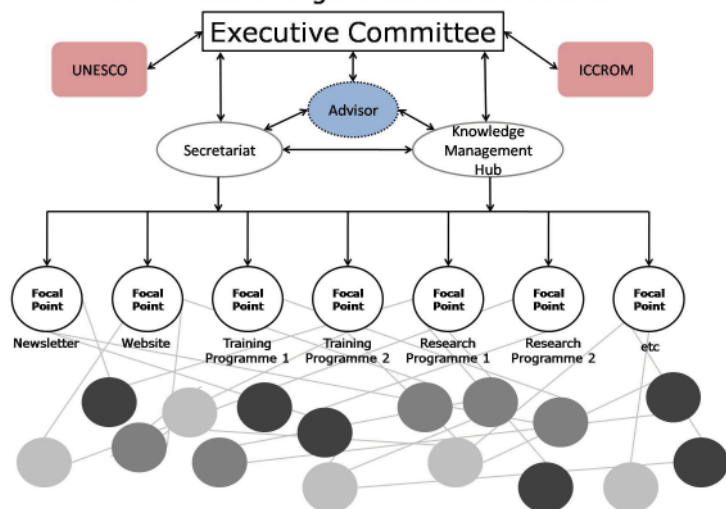 Executive Committee
UNESCO
ICCROM
Advisor
Secretariat
Knowledge
Management
Hub
Focal
Point
Focal
Point
Focal
Point
Focal
Point
Focal
Point
Focal
Point
Focal
Point
Newsletter
Website
Training
Programme 1
Training
Programme 2
Research
Programme 1
Research
Programme 2
etc